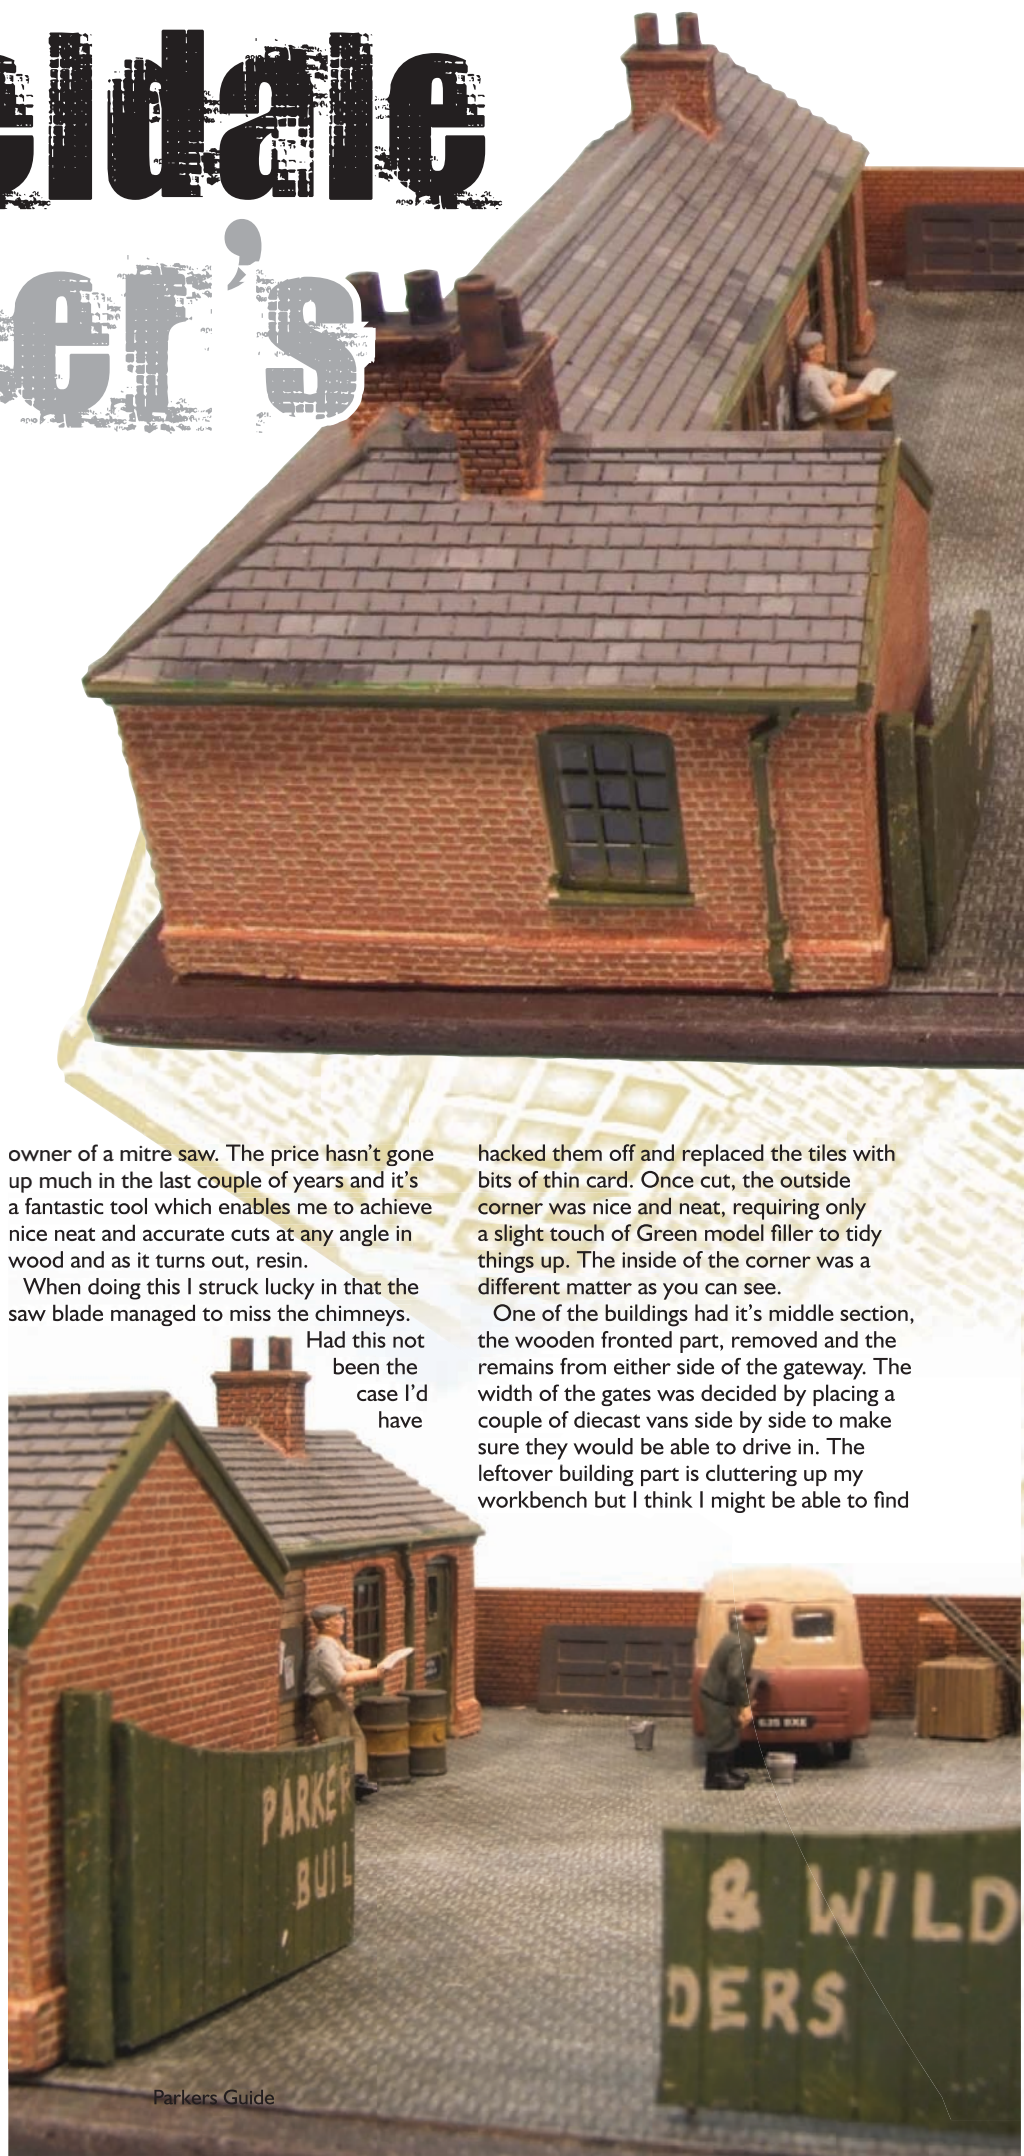 eldale
er's
owner of a mitre saw. The price hasn't gone
up much in the last couple of years and it's
a fantastic tool which enables me to achieve
nice neat and accurate cuts at any angle in
wood and as it turns out, resin.
When doing this I struck lucky in that the
saw blade managed to miss the chimneys.
Had this not
been the
case I'd
have
hacked them off and replaced the tiles with
bits of thin card. Once cut, the outside
corner was nice and neat, requiring only
a slight touch of Green model filler to tidy
things up. The inside of the corner was a
different matter as you can see.
One of the buildings had it's middle section,
the wooden fronted part, removed and the
remains from either side of the gateway. The
width of the gates was decided by placing a
couple of diecast vans side by side to make
sure they would be able to drive in. The
leftover building part is cluttering up my
workbench but I think I might be able to find
PARKER
BUIL
& WILD
DERS
Parkers Guide